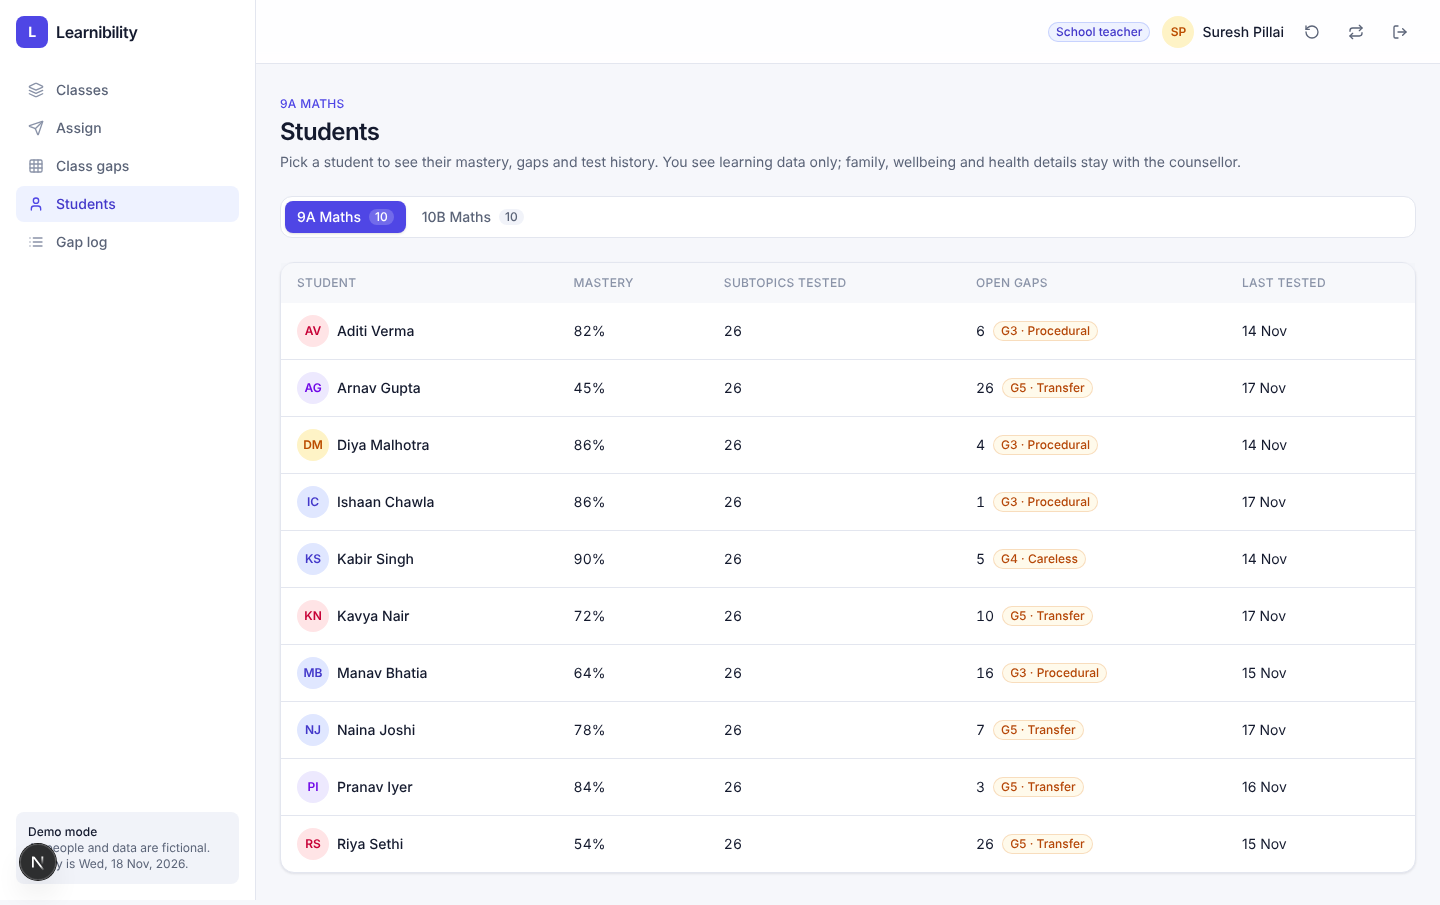 L Learnibility
School teacher SP Suresh Pillai
Classes
Assign
Class gaps
Students
Gap log
9A MATHS
Students
Pick a student to see their mastery, gaps and test history. You see learning data only; family, wellbeing and health details stay with the counsellor.
9A Maths 10 10B Maths 10
STUDENT MASTERY SUBTOPICS TESTED OPEN GAPS LAST TESTED
AV Aditi Verma 82% 26 6 G3 · Procedural 14 Nov
AG Arnav Gupta 45% 26 26 G5 · Transfer 17 Nov
DM Diya Malhotra 86% 26 4 G3 · Procedural 14 Nov
IC Ishaan Chawla 86% 26 1 G3 · Procedural 17 Nov
KS Kabir Singh 90% 26 5 G4 · Careless 14 Nov
KN Kavya Nair 72% 26 10 G5 · Transfer 17 Nov
MB Manav Bhatia 64% 26 16 G3 · Procedural 15 Nov
NJ Naina Joshi 78% 26 7 G5 · Transfer 17 Nov
PI Pranav Iyer 84% 26 3 G5 · Transfer 16 Nov
RS Riya Sethi 54% 26 26 G5 · Transfer 15 Nov
Demo mode
people and data are fictional.
is Wed, 18 Nov, 2026.
N